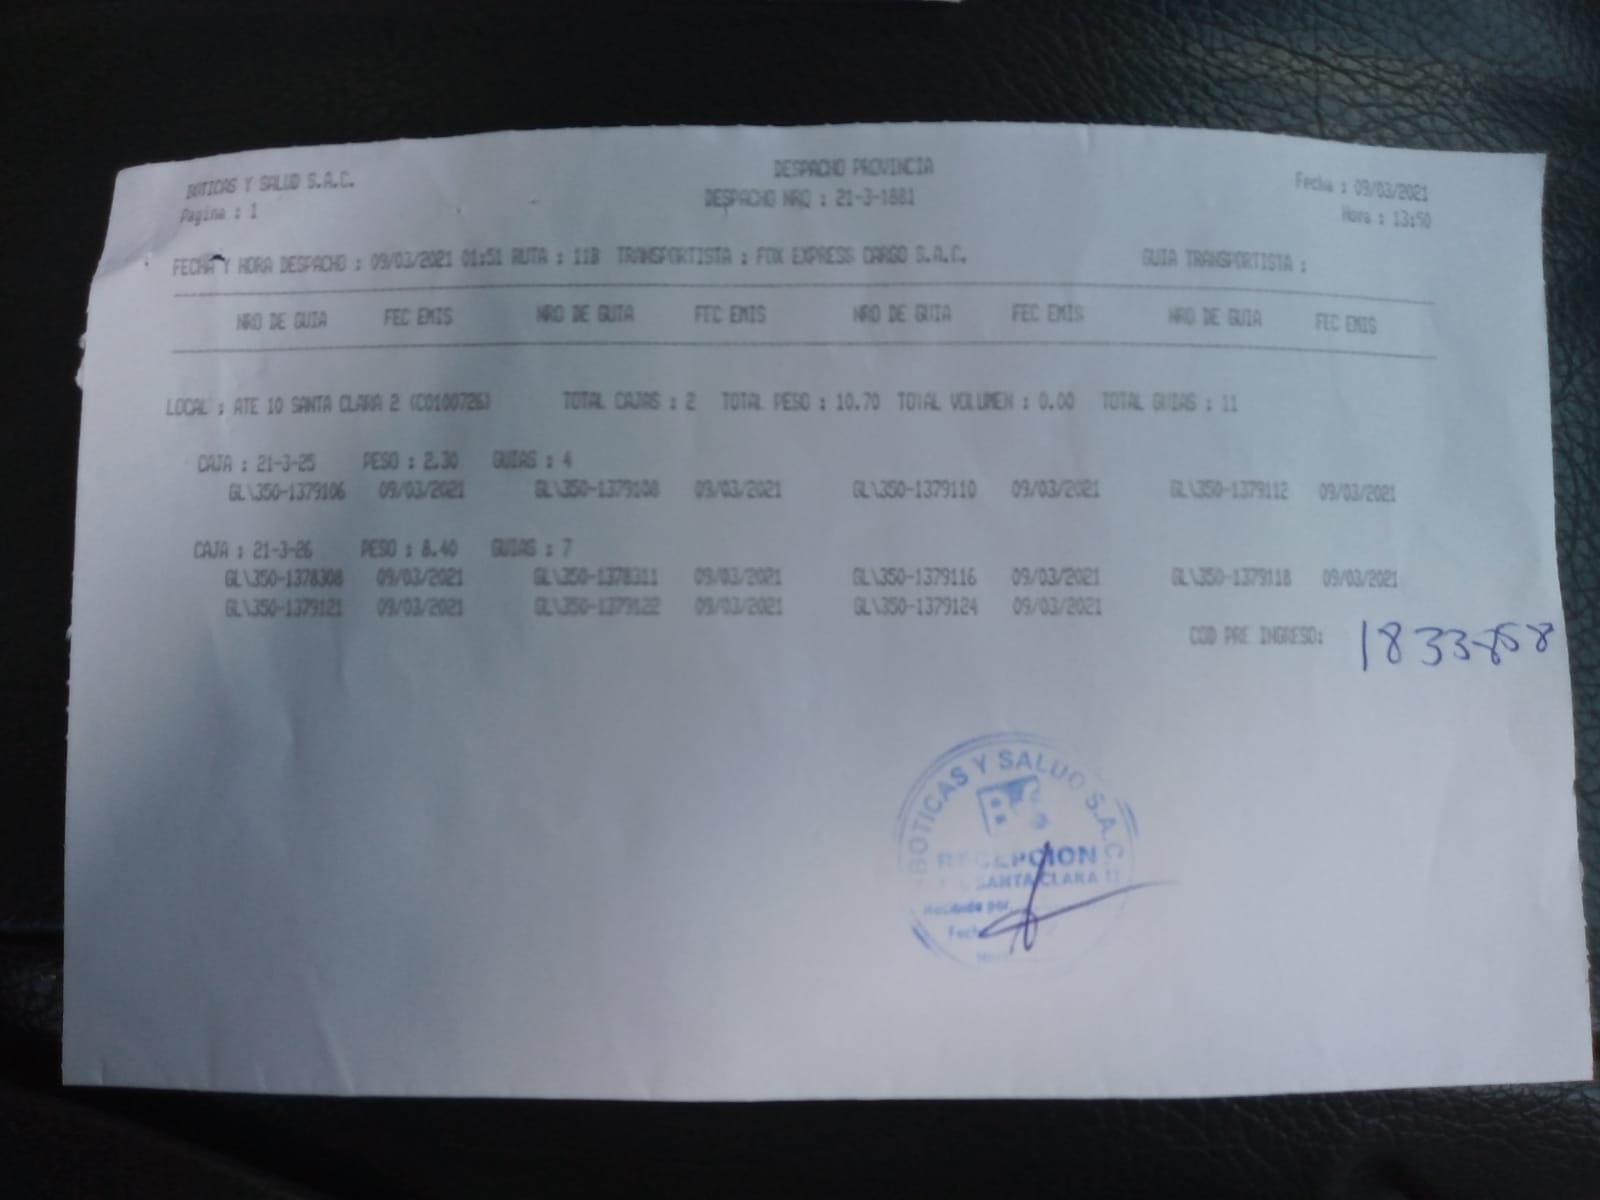 BOTICAS Y SALUD S.A.C.
DESPACHO PROVINCIA
Fecha : 09/03/2021
Pagina : 1
DESPACHO NRO : 21-3-1881
Hora : 13:50
FECHA Y HORA DESPACHO : 09/03/2021 01:51 RUTA : 11B TRANSPORTISTA : FOX EXPRESS CARGO S.A.C. GUIA TRANSPORTISTA :
NRO DE GUIA FEC EMIS NRO DE GUIA FEC EMIS NRO DE GUIA FEC EMIS NRO DE GUIA FEC EMIS
LOCAL : ATE 10 SANTA CLARA 2 (C0100726) TOTAL CAJAS : 2 TOTAL PESO : 10.70 TOTAL VOLUMEN : 0.00 TOTAL GUIAS : 11
CAJA : 21-3-25 PESO : 2.30 GUIAS : 4
GL\350-1379106 09/03/2021 GL\350-1379108 09/03/2021 GL\350-1379110 09/03/2021 GL\350-1379112 09/03/2021
CAJA : 21-3-26 PESO : 8.40 GUIAS : 7
GL\350-1378308 09/03/2021 GL\350-1378311 09/03/2021 GL\350-1379116 09/03/2021 GL\350-1379118 09/03/2021
GL\350-1379121 09/03/2021 GL\350-1379122 09/03/2021 GL\350-1379124 09/03/2021
COD PRE INGRESO: 1833858
BOTICAS Y SALUD S.A.C.
RECEPCION
SANTA CLARA
Recibido por